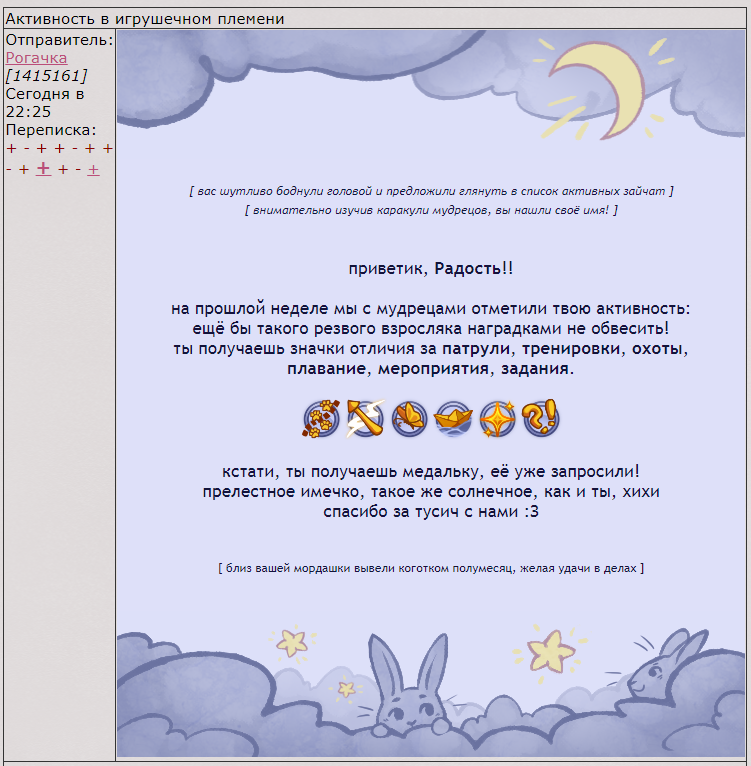 Активность в игрушечном племени
Отправитель:
Рогачка
[1415161]
Сегодня в
22:25
Переписка:
+ - + + - + +
- + + + - +
[ вас шутливо боднули головой и предложили глянуть в список активных зайчат ]
[ внимательно изучив каракули мудрецов, вы нашли своё имя! ]
приветик, Радость!!
на прошлой неделе мы с мудрецами отметили твою активность:
ещё бы такого резвого взросляка наградками не обвесить!
ты получаешь значки отличия за патрули, тренировки, охоты,
плавание, мероприятия, задания.
?!
кстати, ты получаешь медальку, её уже запросили!
прелестное имечко, такое же солнечное, как и ты, хихи
спасибо за тусич с нами :3
[ близ вашей мордашки вывели коготком полумесяц, желая удачи в делах ]